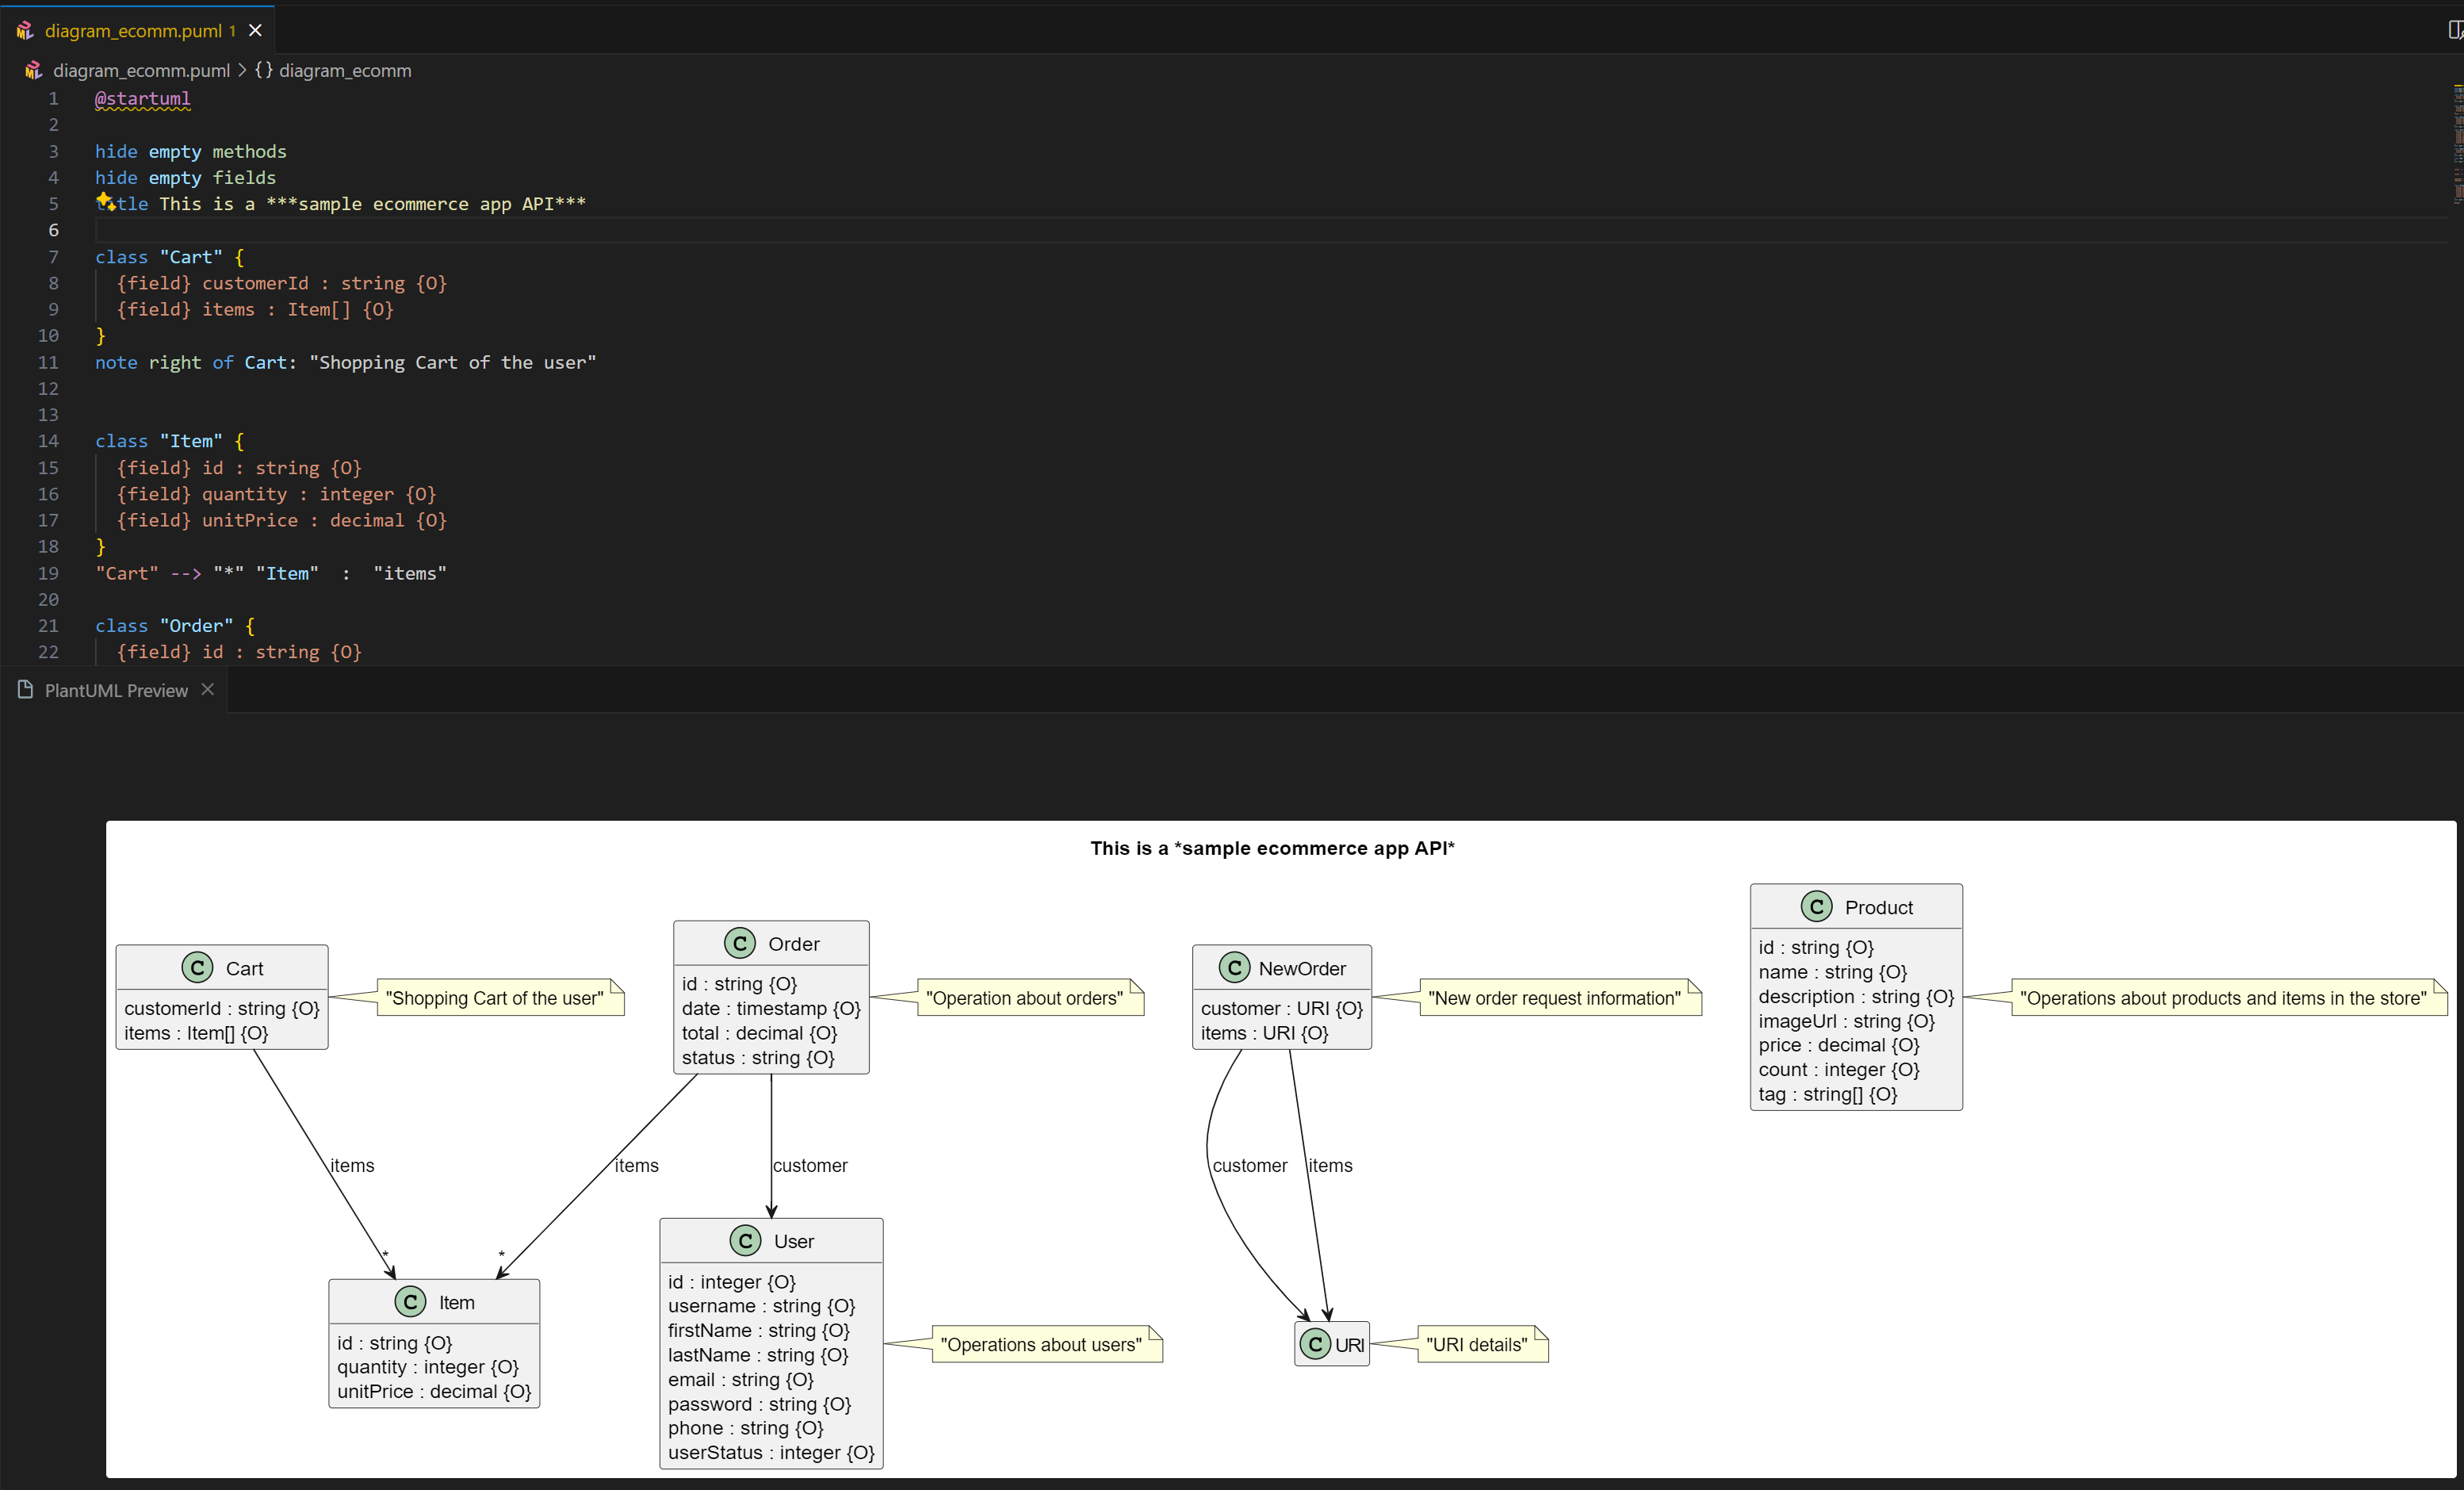 diagram_ecomm.puml 1
diagram_ecomm.puml > {} diagram_ecomm
1 @startuml
2
3 hide empty methods
4 hide empty fields
5 title This is a ***sample ecommerce app API***
6
7 class "Cart" {
8 {field} customerId : string {O}
9 {field} items : Item[] {O}
10 }
11 note right of Cart: "Shopping Cart of the user"
12
13
14 class "Item" {
15 {field} id : string {O}
16 {field} quantity : integer {O}
17 {field} unitPrice : decimal {O}
18 }
19 "Cart" --> "*" "Item"  :  "items"
20
21 class "Order" {
22 {field} id : string {O}
PlantUML Preview
This is a *sample ecommerce app API*
C Cart
customerId : string {O}
items : Item[] {O}
"Shopping Cart of the user"
C Order
id : string {O}
date : timestamp {O}
total : decimal {O}
status : string {O}
"Operation about orders"
C NewOrder
customer : URI {O}
items : URI {O}
"New order request information"
C Product
id : string {O}
name : string {O}
description : string {O}
imageUrl : string {O}
price : decimal {O}
count : integer {O}
tag : string[] {O}
"Operations about products and items in the store"
items
items
customer
customer
items
*
*
C Item
id : string {O}
quantity : integer {O}
unitPrice : decimal {O}
C User
id : integer {O}
username : string {O}
firstName : string {O}
lastName : string {O}
email : string {O}
password : string {O}
phone : string {O}
userStatus : integer {O}
"Operations about users"
C URI
"URI details"